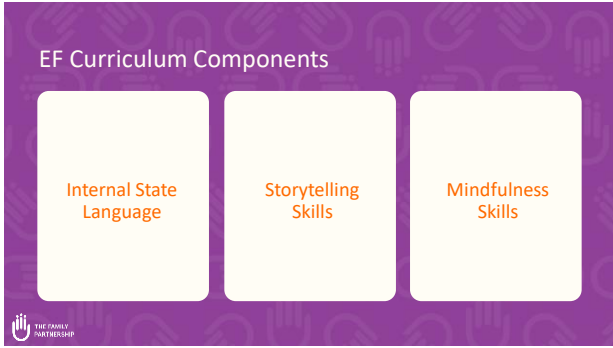 EF Curriculum Components
Internal State
Language
Storytelling
Skills
Mindfulness
Skills
THE FAMILY
PARTNERSHIP